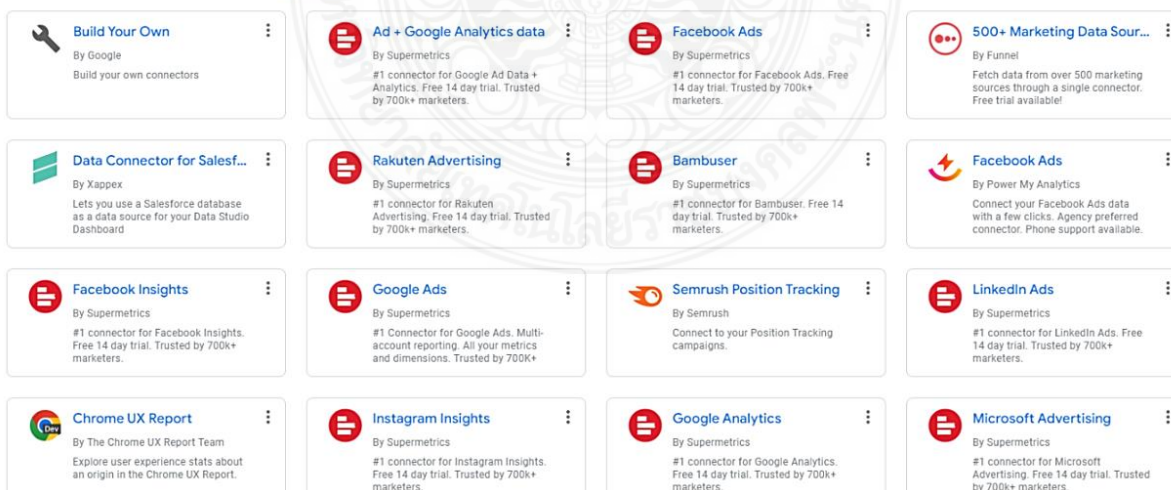 Build Your Own
By Google
Build your own connectors
Ad + Google Analytics data
By Supermetrics
#1 connector for Google Ad Data +
Analytics. Free 14 day trial. Trusted
by 700k+ marketers.
Facebook Ads
By Supermetrics
#1 connector for Facebook Ads. Free
14 day trial. Trusted by 700k+
marketers.
500+ Marketing Data Sour...
By Funnel
Fetch data from over 500 marketing
sources through a single connector.
Free trial available!
Data Connector for Salesf...
By Xappex
Lets you use a Salesforce database
as a data source for your Data Studio
Dashboard
Rakuten Advertising
By Supermetrics
#1 connector for Rakuten
Advertising. Free 14 day trial. Trusted
by 700k+ marketers.
Bambuser
By Supermetrics
#1 connector for Bambuser. Free 14
day trial. Trusted by 700k+
marketers.
Facebook Ads
By Power My Analytics
Connect your Facebook Ads data
with a few clicks. Agency preferred
connector. Phone support available.
Facebook Insights
By Supermetrics
#1 connector for Facebook Insights.
Free 14 day trial. Trusted by 700k+
marketers.
Google Ads
By Supermetrics
#1 Connector for Google Ads. Multi-
account reporting. All your metrics
and dimensions. Trusted by 700K+
Semrush Position Tracking
By Semrush
Connect to your Position Tracking
campaigns.
LinkedIn Ads
By Supermetrics
#1 connector for LinkedIn Ads. Free
14 day trial. Trusted by 700k+
marketers.
Dev
Chrome UX Report
By The Chrome UX Report Team
Explore user experience stats about
an origin in the Chrome UX Report.
Instagram Insights
By Supermetrics
#1 connector for Instagram Insights.
Free 14 day trial. Trusted by 700k+
marketers.
Google Analytics
By Supermetrics
#1 connector for Google Analytics.
Free 14 day trial. Trusted by 700k+
marketers.
Microsoft Advertising
By Supermetrics
#1 connector for Microsoft
Advertising. Free 14 day trial. Trusted
by 700k+ marketers.